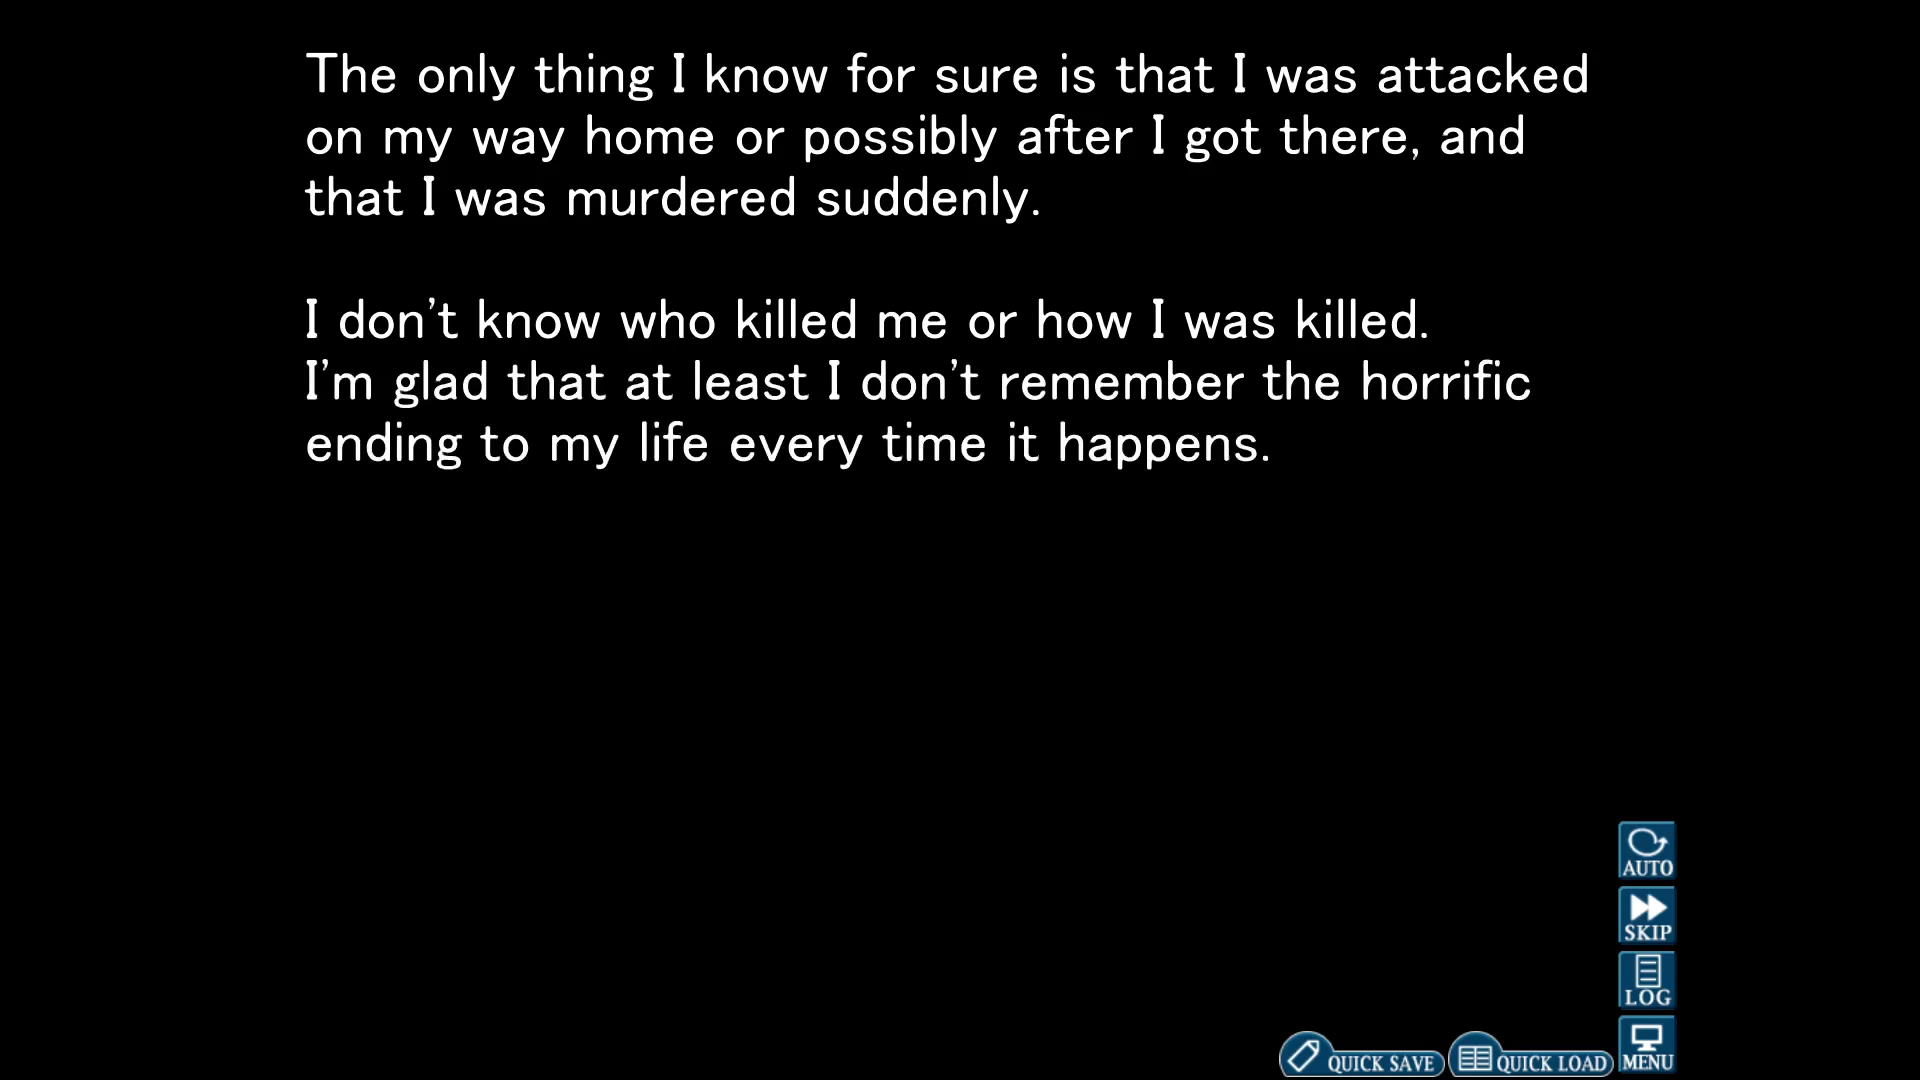 The only thing I know for sure is that I was attacked
on my way home or possibly after I got there, and
that I was murdered suddenly.
I don't know who killed me or how I was killed.
I'm glad that at least I don't remember the horrific
ending to my life every time it happens.
AUTO
SKIP
LOG
MENU
QUICK SAVE
QUICK LOAD